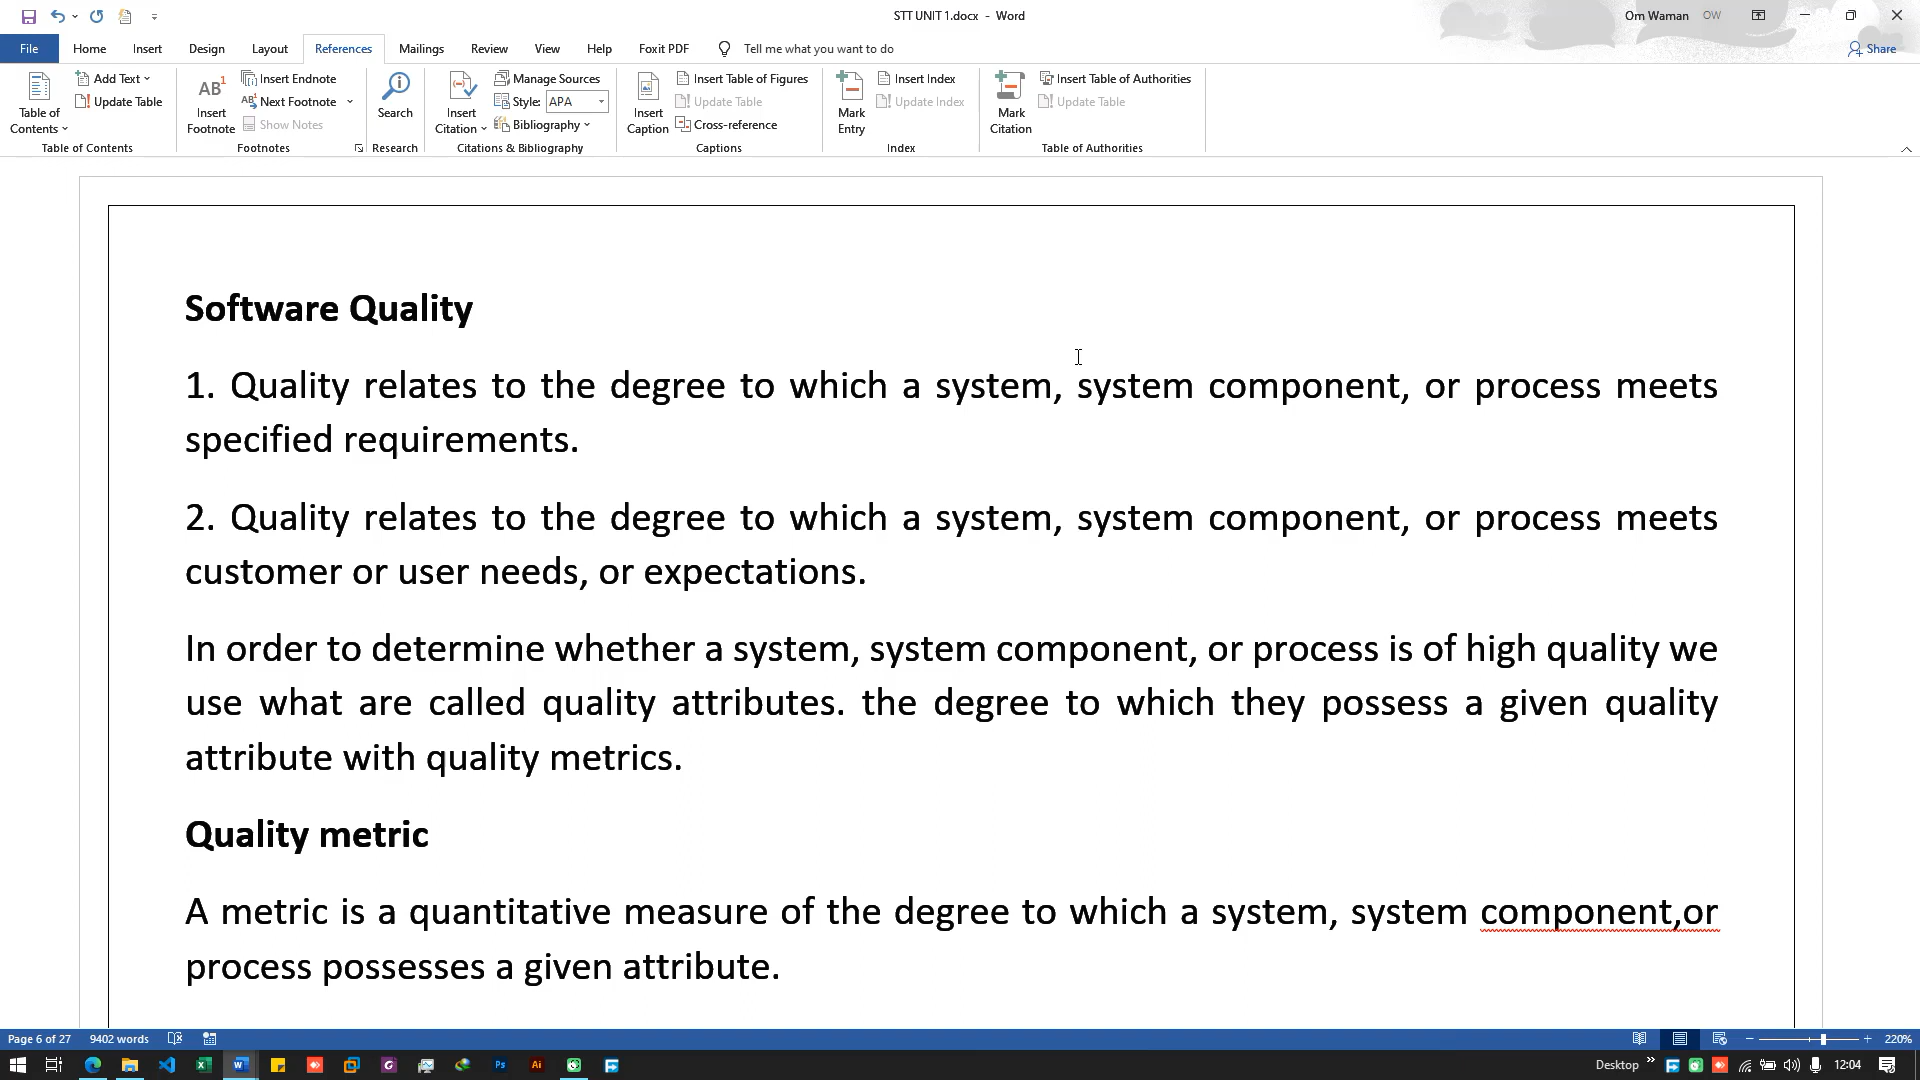 STT UNIT 1.docx - Word
Om Waman OW
File Home Insert Design Layout References Mailings Review View Help Foxit PDF Tell me what you want to do Share
Table of Contents
Add Text
Update Table
Table of Contents
AB1 Insert Footnote
Insert Endnote
Next Footnote
Show Notes
Footnotes
Search
Research
Insert Citation
Manage Sources
Style: APA
Bibliography
Citations & Bibliography
Insert Caption
Insert Table of Figures
Update Table
Cross-reference
Captions
Mark Entry
Insert Index
Update Index
Index
Mark Citation
Insert Table of Authorities
Update Table
Table of Authorities
Software Quality
1. Quality relates to the degree to which a system, system component, or process meets
specified requirements.
2. Quality relates to the degree to which a system, system component, or process meets
customer or user needs, or expectations.
In order to determine whether a system, system component, or process is of high quality we
use what are called quality attributes. the degree to which they possess a given quality
attribute with quality metrics.
Quality metric
A metric is a quantitative measure of the degree to which a system, system component,or
process possesses a given attribute.
Page 6 of 27 9402 words 220%
Desktop 12:04